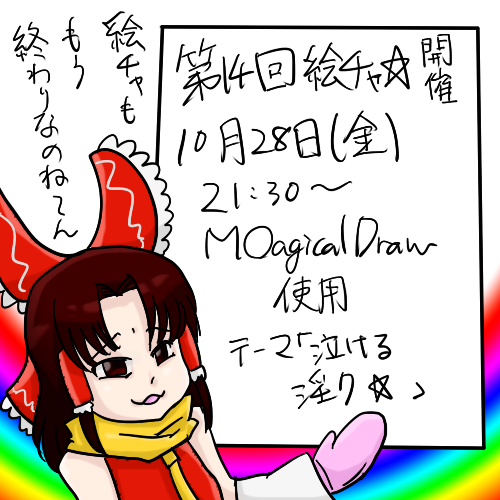 絵チャも
もう
終わりなのねてん
第14回絵チャ☆開催
10月28日(金)
21:30～
MOagicalDraw
使用
テーマ「泣ける
淫ク☆」